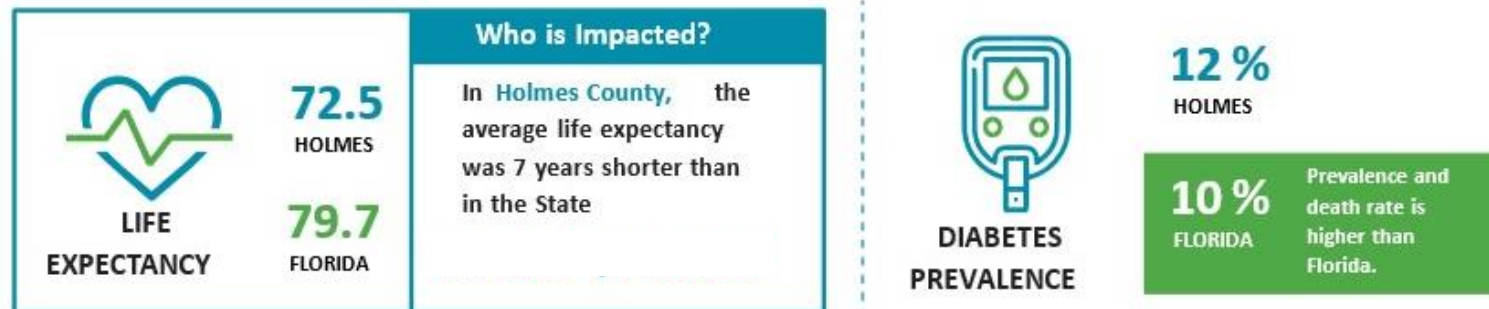 72.5
HOLMES
79.7
FLORIDA
LIFE
EXPECTANCY
Who is Impacted?
In Holmes County, the
average life expectancy
was 7 years shorter than
in the State
DIABETES
PREVALENCE
12 %
HOLMES
10 %
FLORIDA
Prevalence and
death rate is
higher than
Florida.